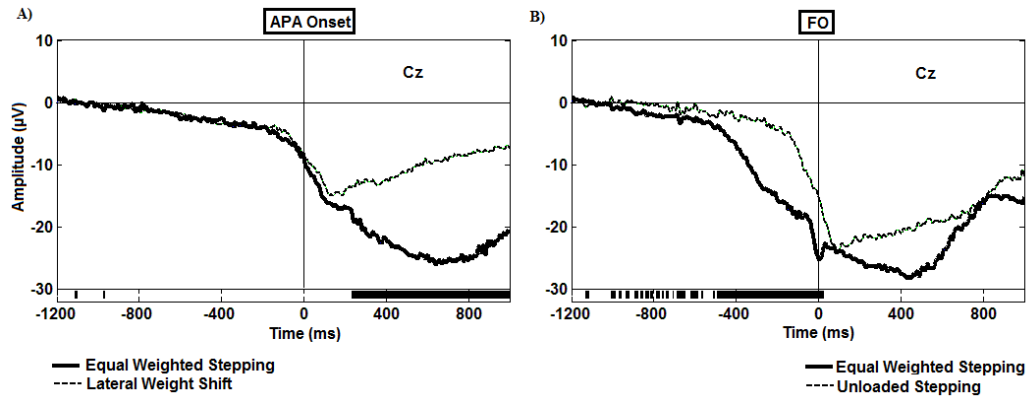 A)
APA Onset
Cz
10
0
-10
-20
-30
Amplitude (µV)
-1200
-800
-400
0
400
800
Time (ms)
Equal Weighted Stepping
Lateral Weight Shift
B)
FO
Cz
10
0
-10
-20
-30
-1200
-800
-400
0
400
800
Time (ms)
Equal Weighted Stepping
Unloaded Stepping